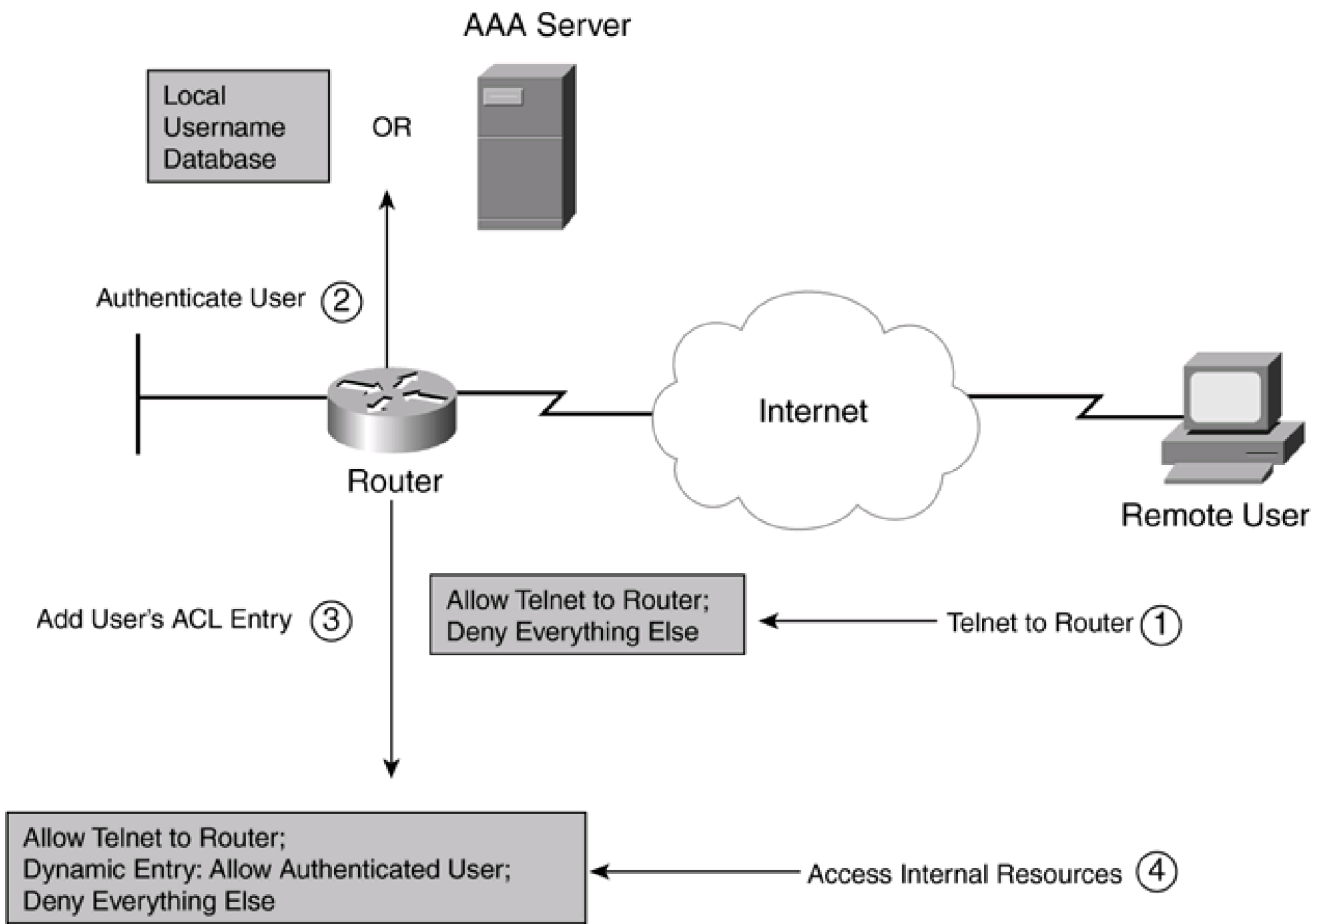 AAA Server
Local
Username
Database
OR
Authenticate User 2
Internet
Router
Remote User
Allow Telnet to Router;
Deny Everything Else
Telnet to Router 1
Add User's ACL Entry 3
Allow Telnet to Router;
Dynamic Entry: Allow Authenticated User;
Deny Everything Else
Access Internal Resources 4